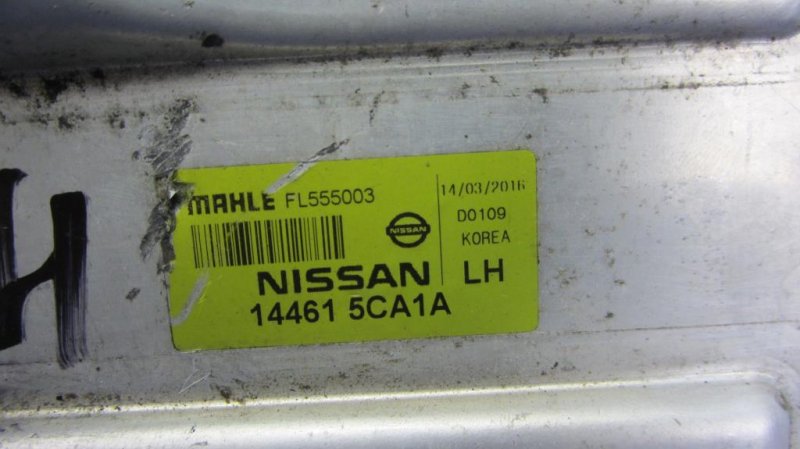 MAHLE FL555003
14/03/2016
D0109
NISSAN
KOREA
NISSAN LH
14461 5CA1A
H